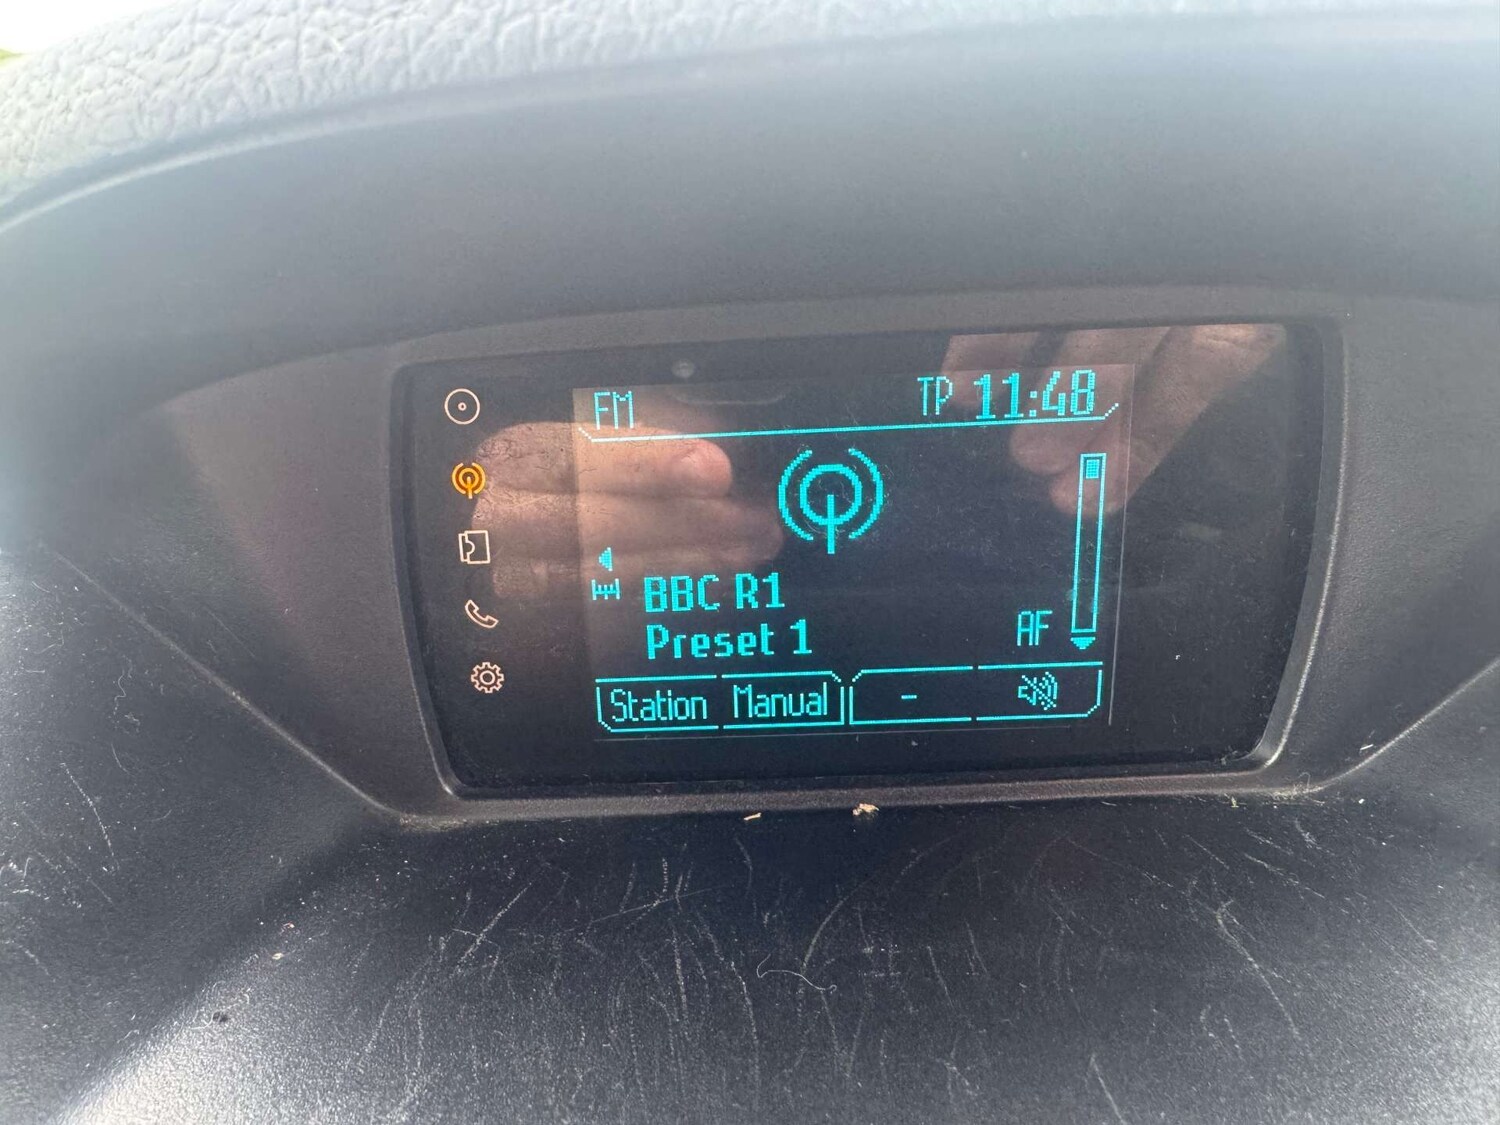 FM TP 11:48
BBC R1
Preset 1 AF
Station Manual -